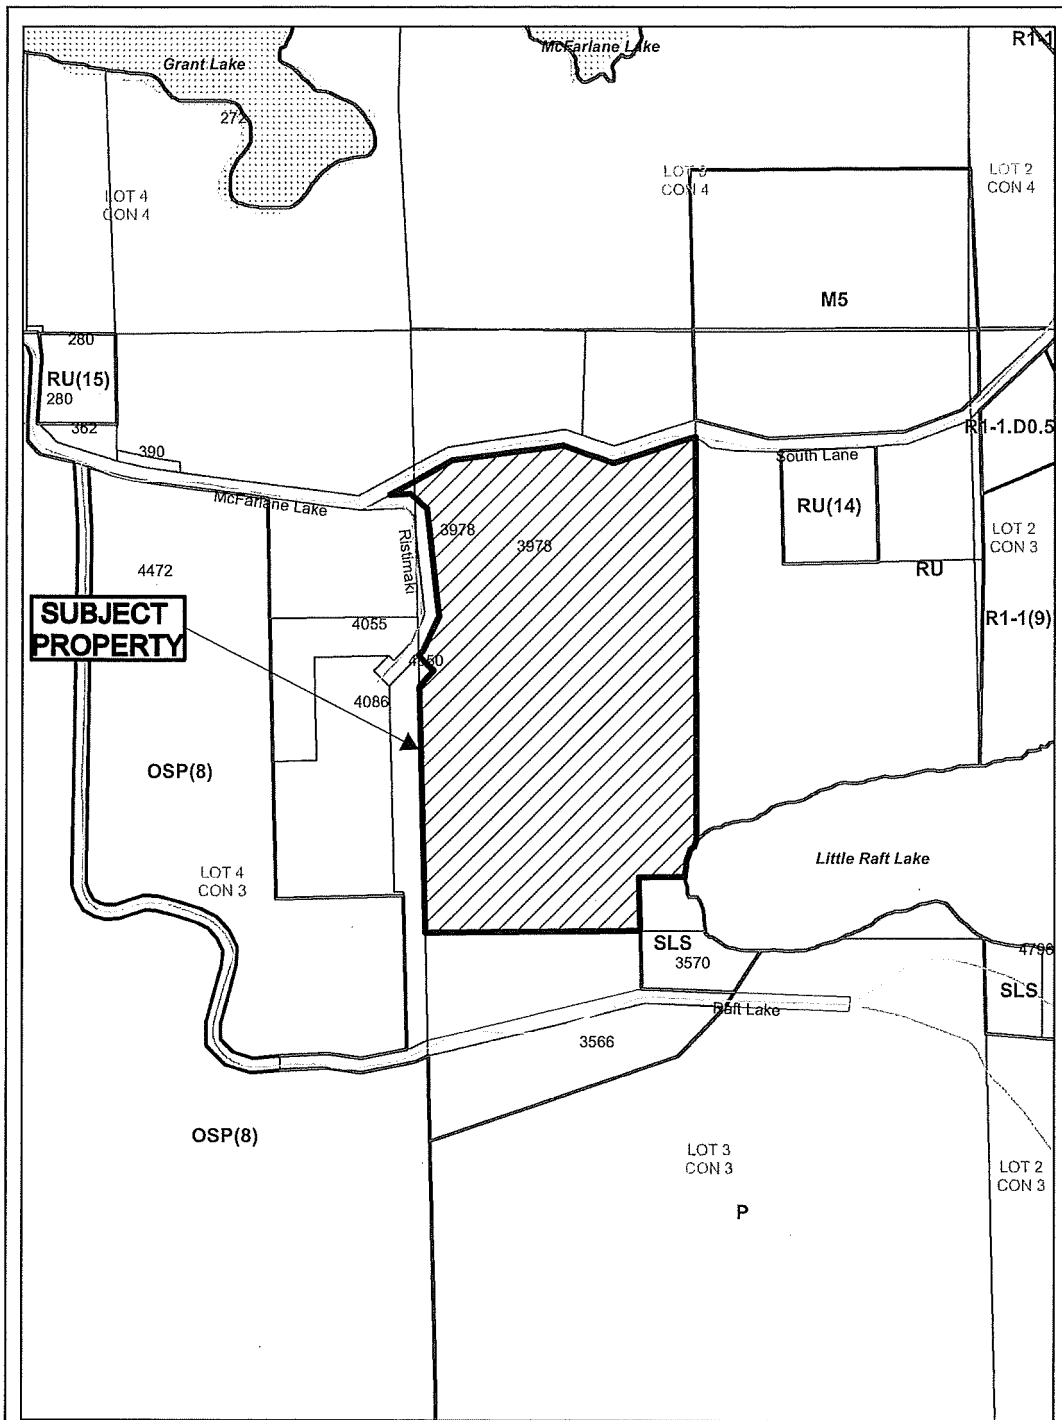 Grant Lake
McFarlane Lake
R1-1
272
LOT 4
CON 4
LOT 3
CON 4
LOT 2
CON 4
M5
280
RU(15)
280
362
390
McFarlane Lake
South Lane
R1-1.D0.5
RU(14)
Ristimaki
3978
3978
LOT 2
CON 3
RU
4472
SUBJECT
PROPERTY
4055
R1-1(9)
4086
OSP(8)
LOT 4
CON 3
Little Raft Lake
SLS
3570
4796
SLS
Raft Lake
3566
OSP(8)
LOT 3
CON 3
LOT 2
CON 3
P